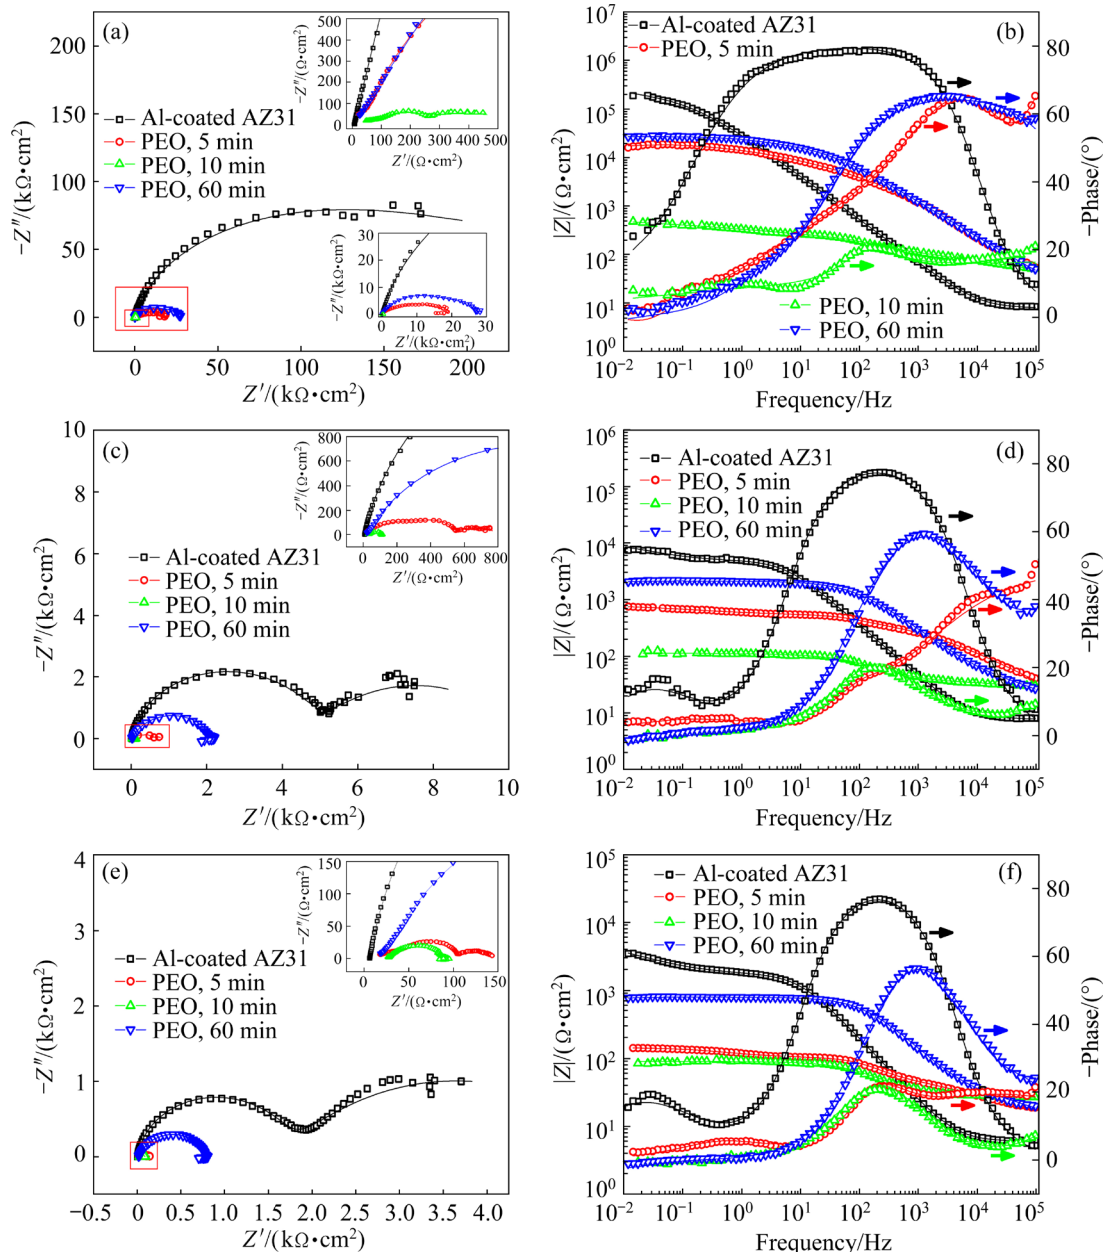 (a)
−Z″/(kΩ•cm²)
225
150
75
0
0
50
100
150
200
Z′/(kΩ•cm²)
Al-coated AZ31
PEO, 5 min
PEO, 10 min
PEO, 60 min
−Z″/(Ω•cm²)
500
400
300
200
100
0
0 100 200 300 400 500
Z′/(Ω•cm²)
−Z″/(kΩ•cm²)
30
20
10
0
0 10 20 30
Z′/(kΩ•cm²)
(b)
|Z|/(Ω•cm²)
10⁷
10⁶
10⁵
10⁴
10³
10²
10¹
10⁰
10⁻² 10⁻¹ 10⁰ 10¹ 10² 10³ 10⁴ 10⁵
Frequency/Hz
−Phase/(°)
80
60
40
20
0
Al-coated AZ31
PEO, 5 min
PEO, 10 min
PEO, 60 min
(c)
−Z″/(kΩ•cm²)
10
8
6
4
2
0
0 2 4 6 8 10
Z′/(kΩ•cm²)
Al-coated AZ31
PEO, 5 min
PEO, 10 min
PEO, 60 min
−Z″/(Ω•cm²)
800
600
400
200
0
0 200 400 600 800
Z′/(Ω•cm²)
(d)
|Z|/(Ω•cm²)
10⁶
10⁵
10⁴
10³
10²
10¹
10⁰
10⁻² 10⁻¹ 10⁰ 10¹ 10² 10³ 10⁴ 10⁵
Frequency/Hz
−Phase/(°)
80
60
40
20
0
Al-coated AZ31
PEO, 5 min
PEO, 10 min
PEO, 60 min
(e)
−Z″/(kΩ•cm²)
4
3
2
1
0
−0.5 0 0.5 1.0 1.5 2.0 2.5 3.0 3.5 4.0
Z′/(kΩ•cm²)
Al-coated AZ31
PEO, 5 min
PEO, 10 min
PEO, 60 min
−Z″/(Ω•cm²)
150
100
50
0
0 50 100 150
Z′/(Ω•cm²)
(f)
|Z|/(Ω•cm²)
10⁵
10⁴
10³
10²
10¹
10⁰
10⁻² 10⁻¹ 10⁰ 10¹ 10² 10³ 10⁴ 10⁵
Frequency/Hz
−Phase/(°)
80
60
40
20
0
Al-coated AZ31
PEO, 5 min
PEO, 10 min
PEO, 60 min